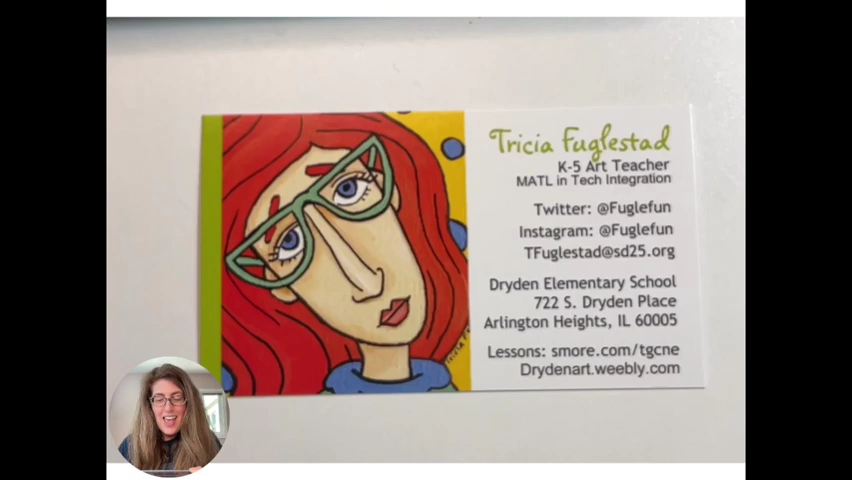 Tricia Fuglestad
K-5 Art Teacher
MATL in Tech Integration
Twitter: @Fuglefun
Instagram: @Fuglefun
TFuglestad@sd25.org
Dryden Elementary School
722 S. Dryden Place
Arlington Heights, IL 60005
Lessons: smore.com/tgcne
Drydenart.weebly.com